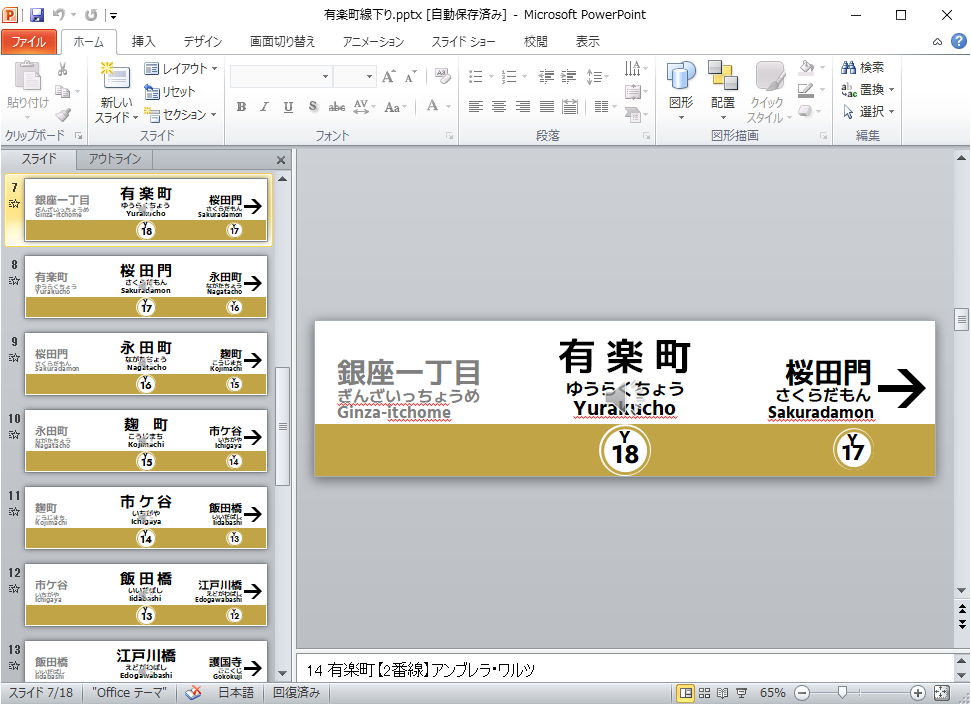 有楽町線下り.pptx [自動保存済み] - Microsoft PowerPoint
ファイル ホーム 挿入 デザイン 画面切り替え アニメーション スライド ショー 校閲 表示
貼り付け
クリップボード
新しい
スライド
レイアウト
リセット
セクション
スライド
B I U S abc AV Aa A
フォント
段落
図形 配置 クイック
スタイル
図形描画
検索
置換
選択
編集
スライド アウトライン
7
銀座一丁目 有楽町 桜田門
ぎんざいっちょうめ ゆうらくちょう さくらだもん
Ginza-itchome Yurakucho Sakuradamon
Y 18 17
8
有楽町 桜田門 永田町
ゆうらくちょう さくらだもん ながたちょう
Yurakucho Sakuradamon Nagatacho
Y 17 16
9
桜田門 永田町 麹町
さくらだもん ながたちょう こうじまち
Sakuradamon Nagatacho Kojimachi
Y 16 15
10
永田町 麹町 市ケ谷
ながたちょう こうじまち いちがや
Nagatacho Kojimachi Ichigaya
Y 15 14
11
麹町 市ケ谷 飯田橋
こうじまち いちがや いいだばし
Kojimachi Ichigaya Iidabashi
Y 14 13
12
市ケ谷 飯田橋 江戸川橋
いちがや いいだばし えどがわばし
Ichigaya Iidabashi Edogawabashi
Y 13 12
13
飯田橋 江戸川橋 護国寺
いいだばし えどがわばし ごこくじ
Iidabashi Edogawabashi Gokokuji
銀座一丁目 有楽町 桜田門
ぎんざいっちょうめ ゆうらくちょう さくらだもん
Ginza-itchome Yurakucho Sakuradamon
Y Y
18 17
14 有楽町【2番線】アンブレラ・ワルツ
スライド 7/18 "Office テーマ" 日本語 回復済み 65%